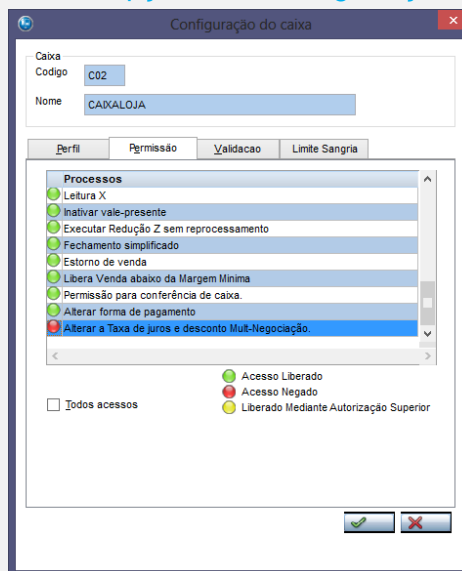 Configuração do caixa
Caixa
Codigo C02
Nome CAIXALOJA
Perfil Permissão Validacao Limite Sangria
Processos
Leitura X
Inativar vale-presente
Executar Redução Z sem reprocessamento
Fechamento simplificado
Estorno de venda
Libera Venda abaixo da Margem Minima
Permissão para conferência de caixa.
Alterar forma de pagamento
Alterar a Taxa de juros e desconto Mult-Negociação.
Acesso Liberado
Acesso Negado
Todos acessos
Liberado Mediante Autorização Superior